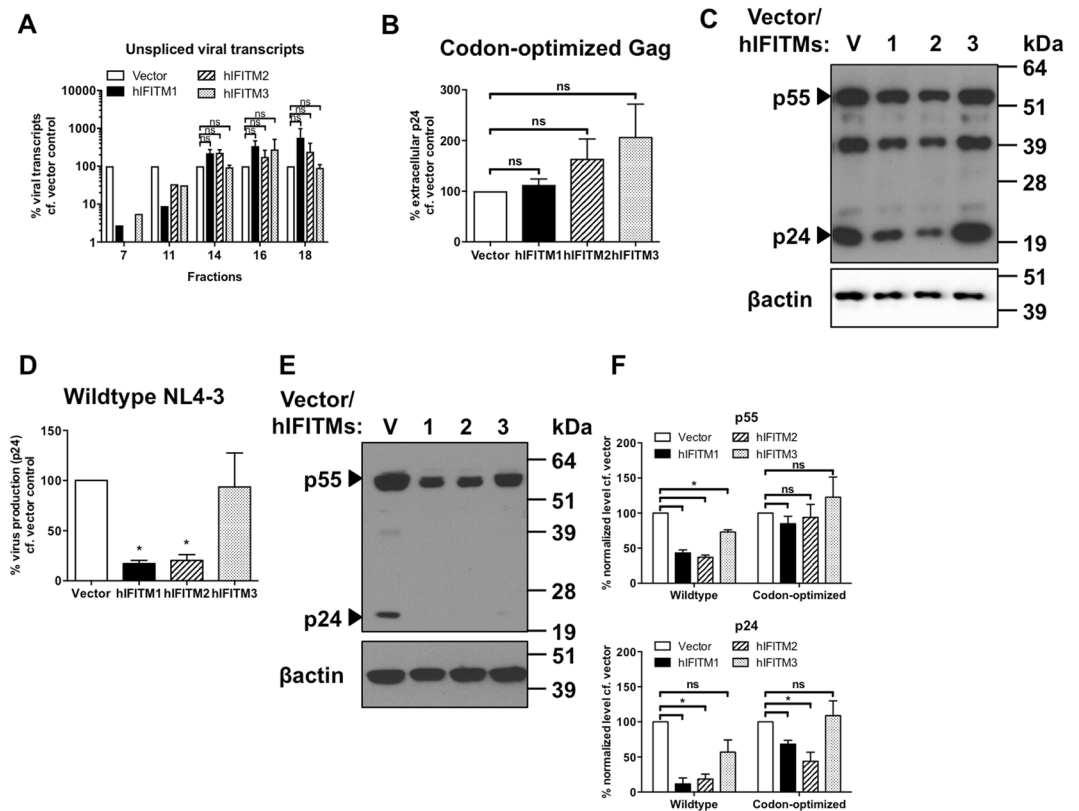 A
Unspliced viral transcripts
Vector
hIFITM1
hIFITM2
hIFITM3
% viral transcripts
cf. vector control
10000
1000
100
10
1
ns
ns
ns
ns
ns
ns
ns
ns
ns
7 11 14 16 18
Fractions
B
Codon-optimized Gag
% extracellular p24
cf. vector control
300
200
100
0
ns
ns
ns
Vector hIFITM1 hIFITM2 hIFITM3
C
Vector/
hIFITMs: V 1 2 3 kDa
p55
p24
64
51
39
28
19
βactin
51
39
D
Wildtype NL4-3
% virus production (p24)
cf. vector control
150
100
50
0
* *
Vector hIFITM1 hIFITM2 hIFITM3
E
Vector/
hIFITMs: V 1 2 3 kDa
p55
p24
64
51
39
28
19
βactin
51
39
F
p55
Vector
hIFITM1
hIFITM2
hIFITM3
% normalized level cf. vector
200
150
100
50
0
*
ns
ns
Wildtype Codon-optimized
p24
Vector
hIFITM1
hIFITM2
hIFITM3
% normalized level cf. vector
200
150
100
50
0
ns
*
ns
*
Wildtype Codon-optimized